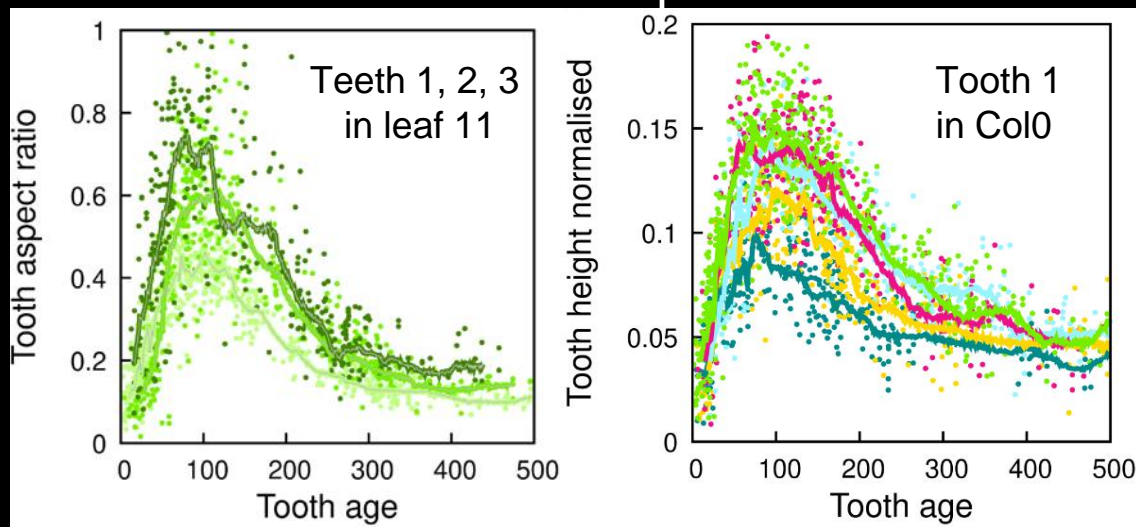 Tooth aspect ratio
1
0.8
0.6
0.4
0.2
0
Teeth 1, 2, 3
in leaf 11
0 100 200 300 400 500
Tooth age
Tooth height normalised
0.2
0.15
0.1
0.05
0
Tooth 1
in Col0
0 100 200 300 400 500
Tooth age